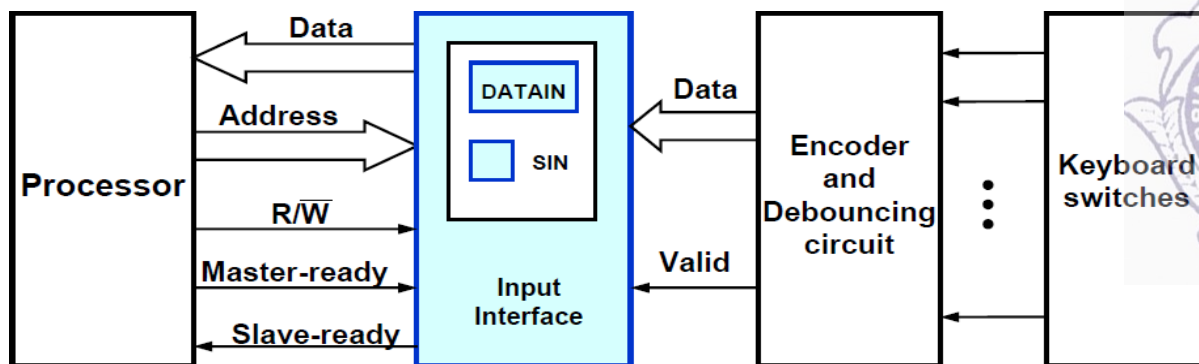 Processor
Data
Address
R/W̅
Master-ready
Slave-ready
DATAIN
SIN
Input
Interface
Data
Valid
Encoder
and
Debouncing
circuit
Keyboard
switches